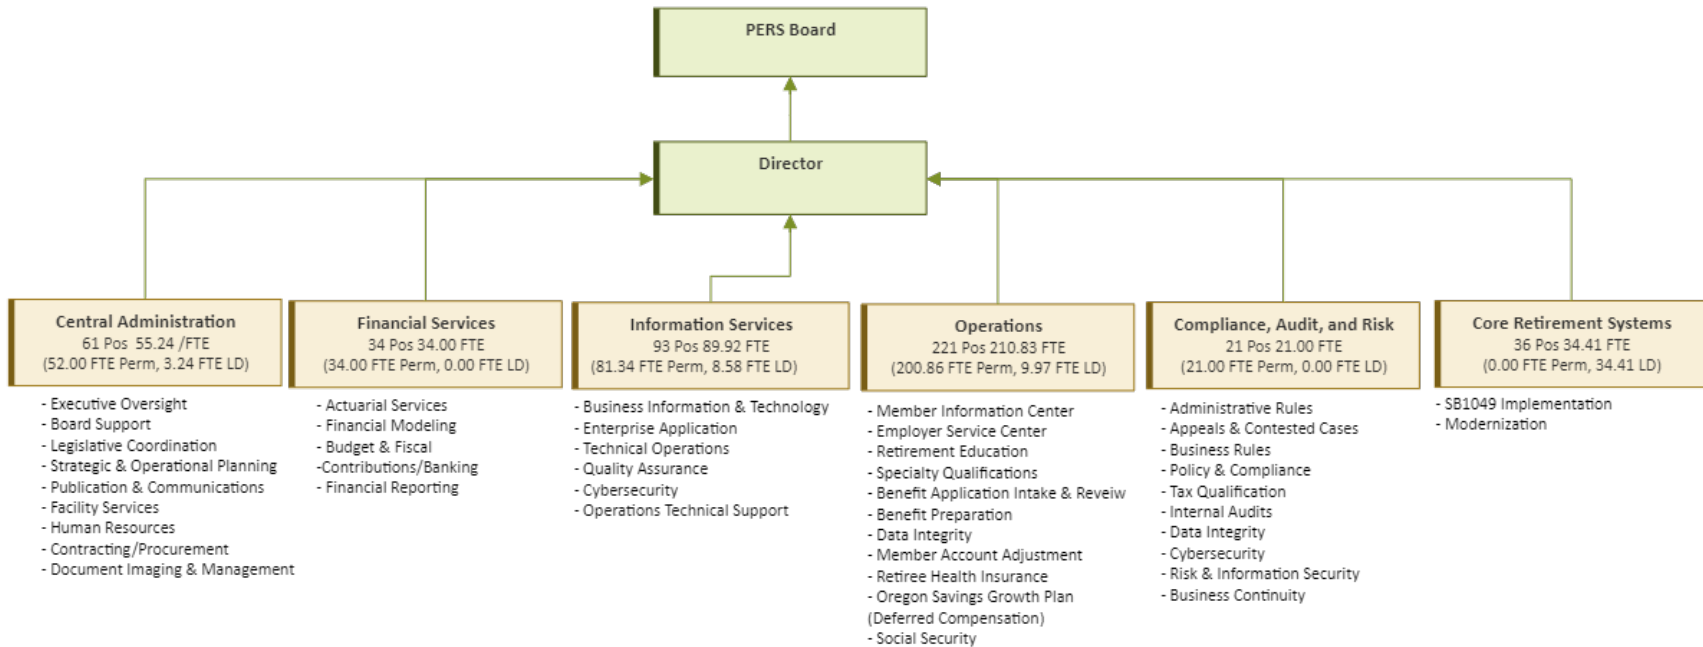 PERS Board
Director
Central Administration
61 Pos  55.24 /FTE
(52.00 FTE Perm, 3.24 FTE LD)
- Executive Oversight
- Board Support
- Legislative Coordination
- Strategic & Operational Planning
- Publication & Communications
- Facility Services
- Human Resources
- Contracting/Procurement
- Document Imaging & Management
Financial Services
34 Pos 34.00 FTE
(34.00 FTE Perm, 0.00 FTE LD)
- Actuarial Services
- Financial Modeling
- Budget & Fiscal
-Contributions/Banking
- Financial Reporting
Information Services
93 Pos 89.92 FTE
(81.34 FTE Perm, 8.58 FTE LD)
- Business Information & Technology
- Enterprise Application
- Technical Operations
- Quality Assurance
- Cybersecurity
- Operations Technical Support
Operations
221 Pos 210.83 FTE
(200.86 FTE Perm, 9.97 FTE LD)
- Member Information Center
- Employer Service Center
- Retirement Education
- Specialty Qualifications
- Benefit Application Intake & Reveiw
- Benefit Preparation
- Data Integrity
- Member Account Adjustment
- Retiree Health Insurance
- Oregon Savings Growth Plan
(Deferred Compensation)
- Social Security
Compliance, Audit, and Risk
21 Pos 21.00 FTE
(21.00 FTE Perm, 0.00 FTE LD)
- Administrative Rules
- Appeals & Contested Cases
- Business Rules
- Policy & Compliance
- Tax Qualification
- Internal Audits
- Data Integrity
- Cybersecurity
- Risk & Information Security
- Business Continuity
Core Retirement Systems
36 Pos 34.41 FTE
(0.00 FTE Perm, 34.41 LD)
- SB1049 Implementation
- Modernization